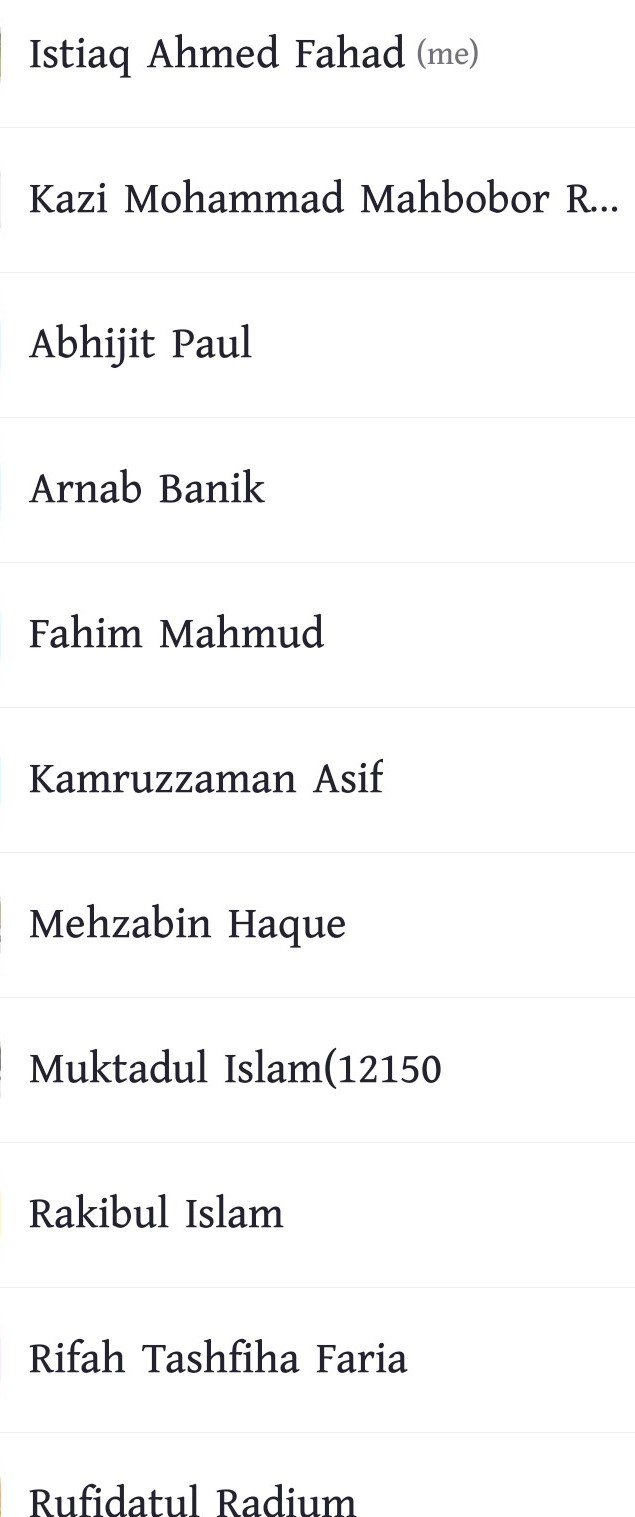 Istiaq Ahmed Fahad (me)
Kazi Mohammad Mahbobor R...
Abhijit Paul
Arnab Banik
Fahim Mahmud
Kamruzzaman Asif
Mehzabin Haque
Muktadul Islam(12150
Rakibul Islam
Rifah Tashfiha Faria
Rufidatul Radium